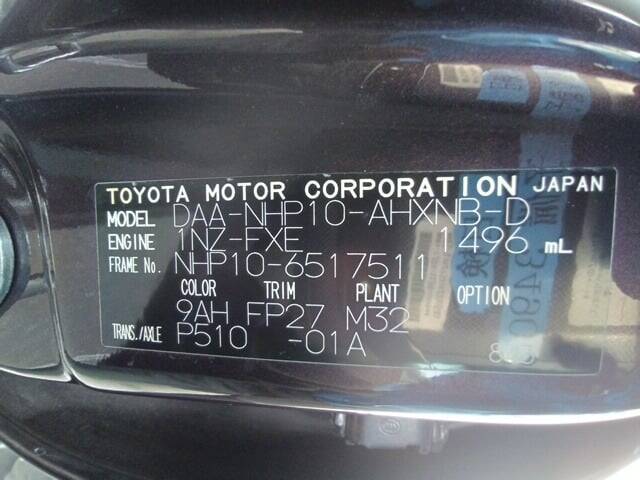 TOYOTA MOTOR CORPORATION JAPAN
MODEL DAA-NHP10-AHXNB-D
ENGINE 1NZ-FXE 1496 mL
FRAME No. NHP10-6517511
COLOR TRIM PLANT OPTION
9AH FP27 M32
TRANS./AXLE P510 -01A